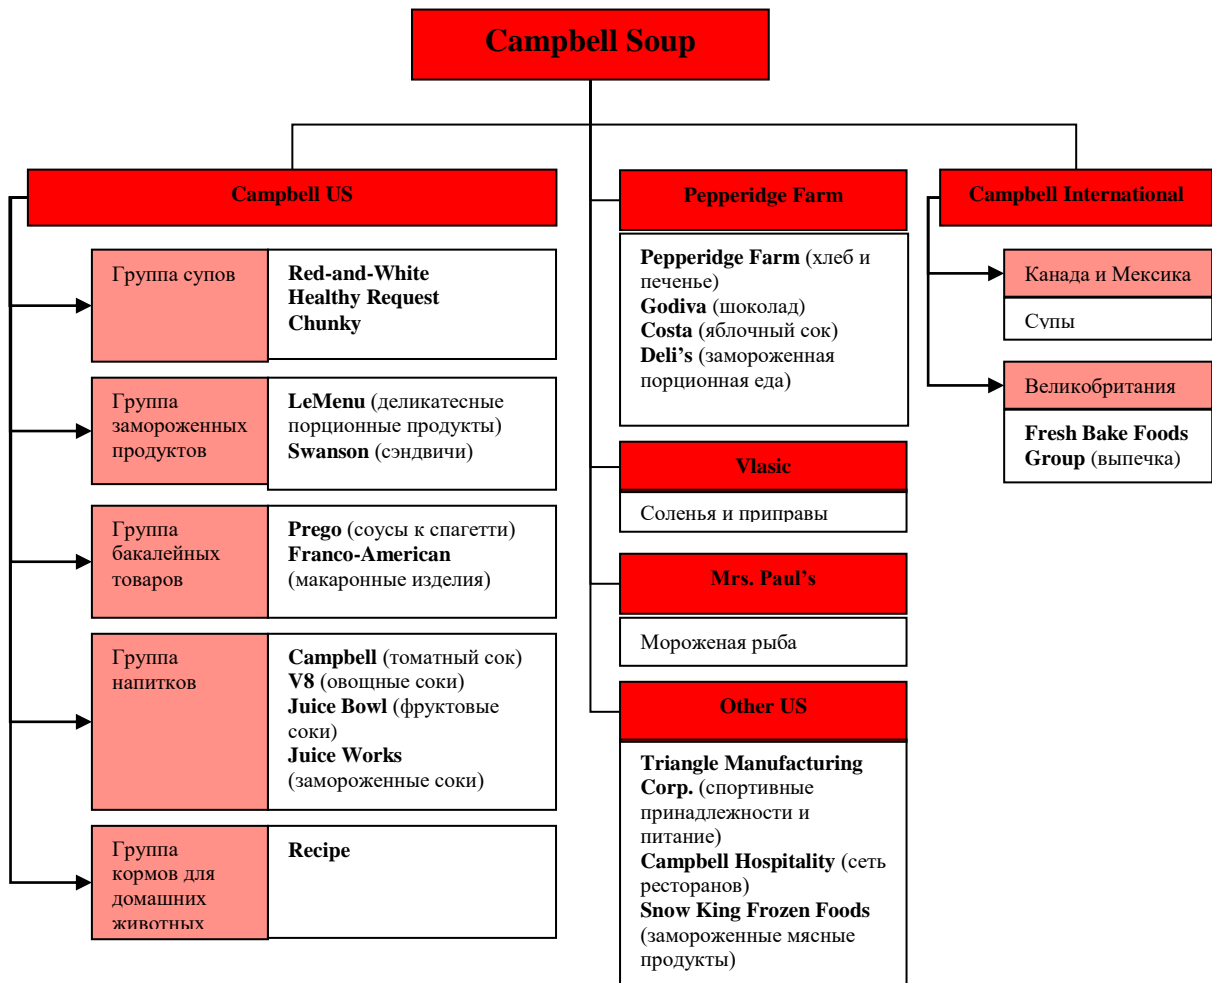 Campbell Soup
Campbell US
Группа супов
Red-and-White
Healthy Request
Chunky
Группа
замороженных
продуктов
LeMenu (деликатесные
порционные продукты)
Swanson (сэндвичи)
Группа
бакалейных
товаров
Prego (соусы к спагетти)
Franco-American
(макаронные изделия)
Группа
напитков
Campbell (томатный сок)
V8 (овощные соки)
Juice Bowl (фруктовые
соки)
Juice Works
(замороженные соки)
Группа
кормов для
домашних
животных
Recipe
Pepperidge Farm
Pepperidge Farm (хлеб и
печенье)
Godiva (шоколад)
Costa (яблочный сок)
Deli’s (замороженная
порционная еда)
Vlasic
Соленья и приправы
Mrs. Paul’s
Мороженая рыба
Other US
Triangle Manufacturing
Corp. (спортивные
принадлежности и
питание)
Campbell Hospitality (сеть
ресторанов)
Snow King Frozen Foods
(замороженные мясные
продукты)
Campbell International
Канада и Мексика
Супы
Великобритания
Fresh Bake Foods
Group (выпечка)